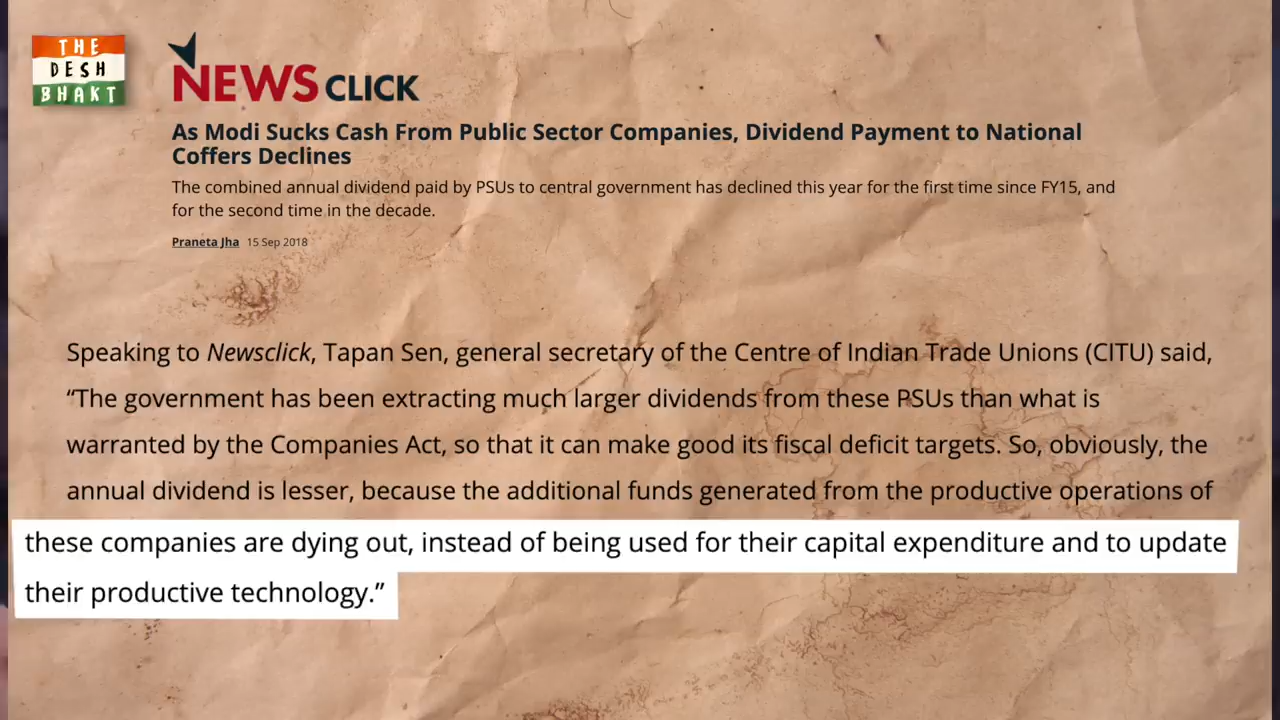 THE
DESH
BHAKT
NEWSCLICK
As Modi Sucks Cash From Public Sector Companies, Dividend Payment to National
Coffers Declines
The combined annual dividend paid by PSUs to central government has declined this year for the first time since FY15, and
for the second time in the decade.
Praneta Jha 15 Sep 2018
Speaking to Newsclick, Tapan Sen, general secretary of the Centre of Indian Trade Unions (CITU) said,
“The government has been extracting much larger dividends from these PSUs than what is
warranted by the Companies Act, so that it can make good its fiscal deficit targets. So, obviously, the
annual dividend is lesser, because the additional funds generated from the productive operations of
these companies are dying out, instead of being used for their capital expenditure and to update
their productive technology.”